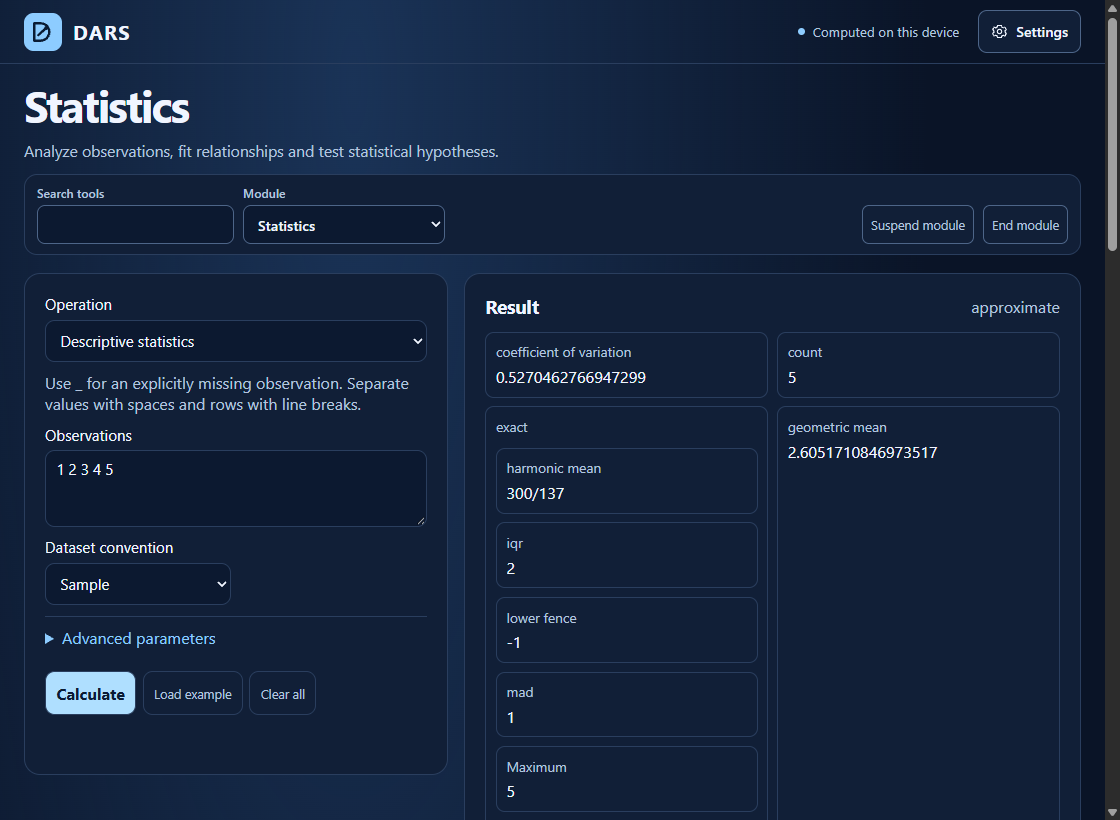 DARS
Computed on this device
Settings
Statistics
Analyze observations, fit relationships and test statistical hypotheses.
Search tools
Module
Statistics
Suspend module
End module
Operation
Descriptive statistics
Use _ for an explicitly missing observation. Separate
values with spaces and rows with line breaks.
Observations
1 2 3 4 5
Dataset convention
Sample
Advanced parameters
Calculate
Load example
Clear all
Result
approximate
coefficient of variation
0.5270462766947299
count
5
exact
harmonic mean
300/137
iqr
2
lower fence
-1
mad
1
Maximum
5
geometric mean
2.6051710846973517